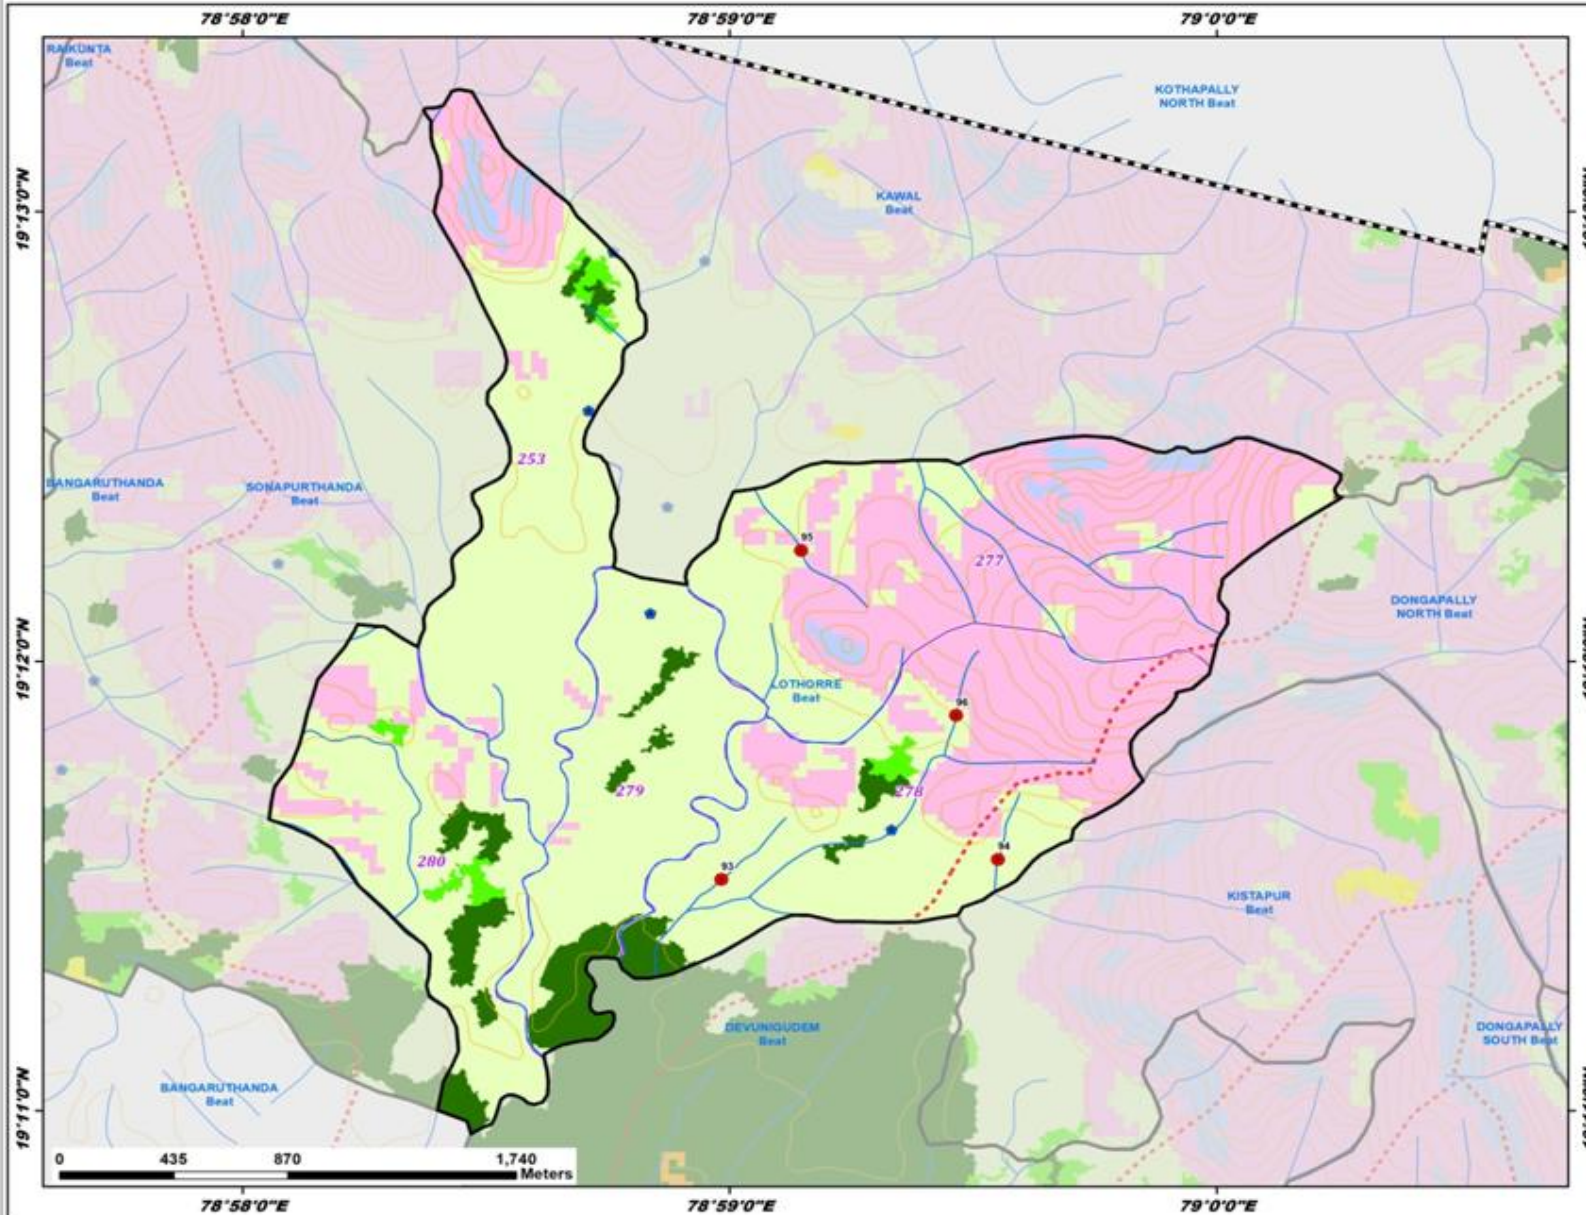 78°58'0"E 78°59'0"E 79°0'0"E
RAIKUNTA
Beat
KOTHAPALLY
NORTH Beat
19°13'0"N
KAWAL
Beat
253
BANGARUTHANDA
Beat
SONAPURTHANDA
Beat
95
277
DONGAPALLY
NORTH Beat
19°12'0"N
LOTHORRE
Beat
96
279
278
280
93
94
KISTAPUR
Beat
DEVUNIGUDEM
Beat
DONGAPALLY
SOUTH Beat
BANGARUTHANDA
Beat
19°11'0"N
0 435 870 1,740
Meters
78°58'0"E 78°59'0"E 79°0'0"E